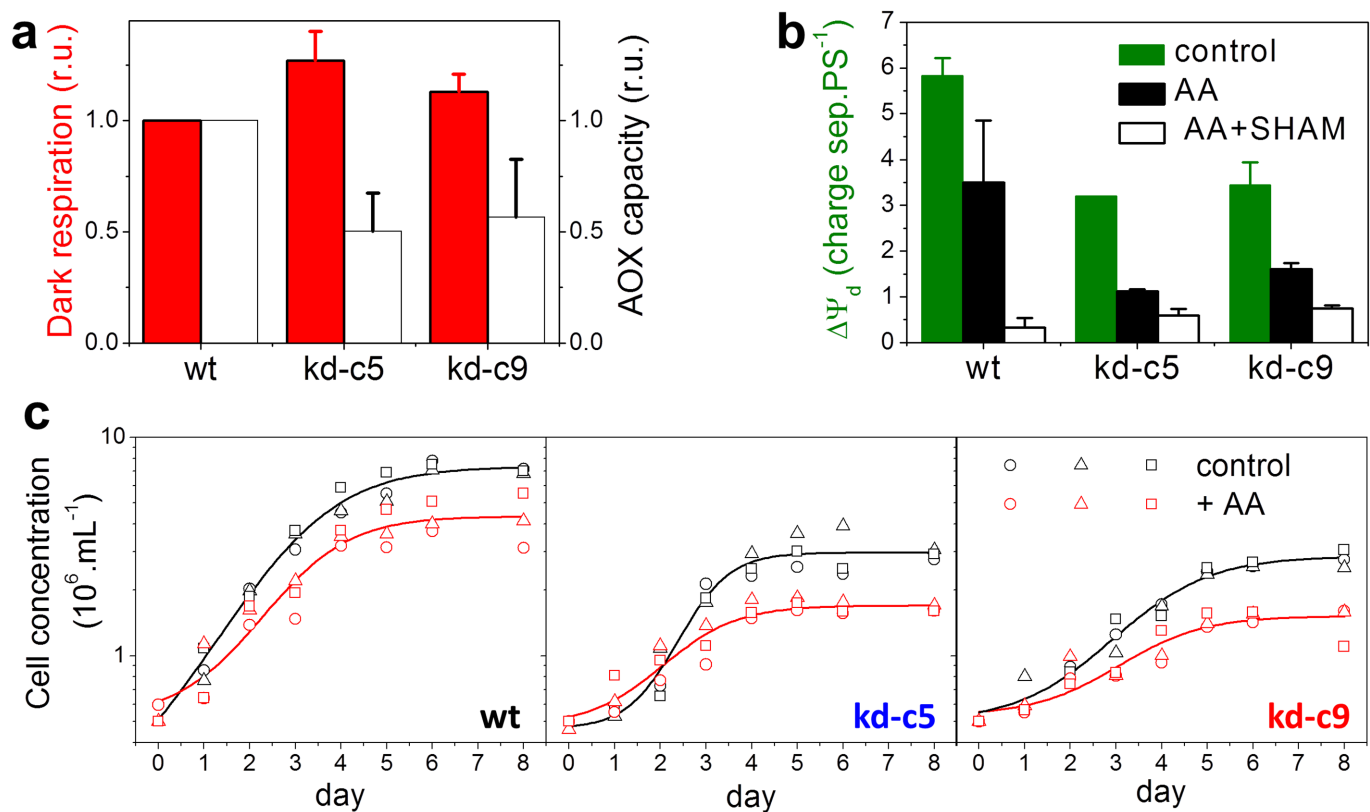 a
Dark respiration (r.u.)
1.0
0.5
0.0
wt
kd-c5
kd-c9
1.0
0.5
0.0
AOX capacity (r.u.)
b
ΔΨd (charge sep.PS⁻¹)
7
6
5
4
3
2
1
0
control
AA
AA+SHAM
wt
kd-c5
kd-c9
c
Cell concentration
(10⁶.mL⁻¹)
10
1
wt
0 1 2 3 4 5 6 7 8
day
kd-c5
0 1 2 3 4 5 6 7 8
day
control
+ AA
kd-c9
0 1 2 3 4 5 6 7 8
day